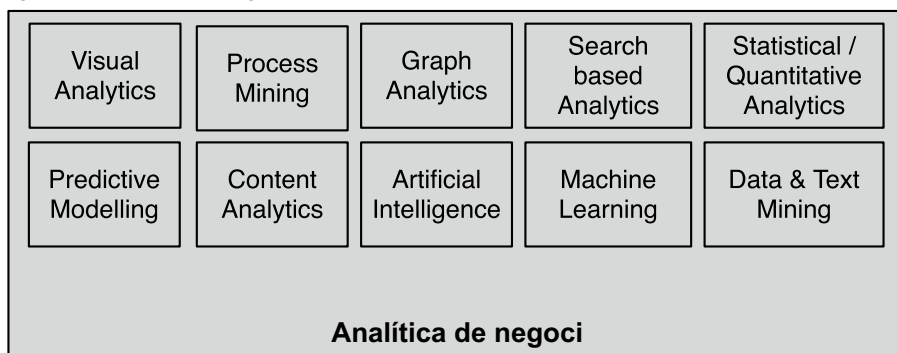 Visual
Analytics
Process
Mining
Graph
Analytics
Search
based
Analytics
Statistical /
Quantitative
Analytics
Predictive
Modelling
Content
Analytics
Artificial
Intelligence
Machine
Learning
Data & Text
Mining
Analítica de negoci